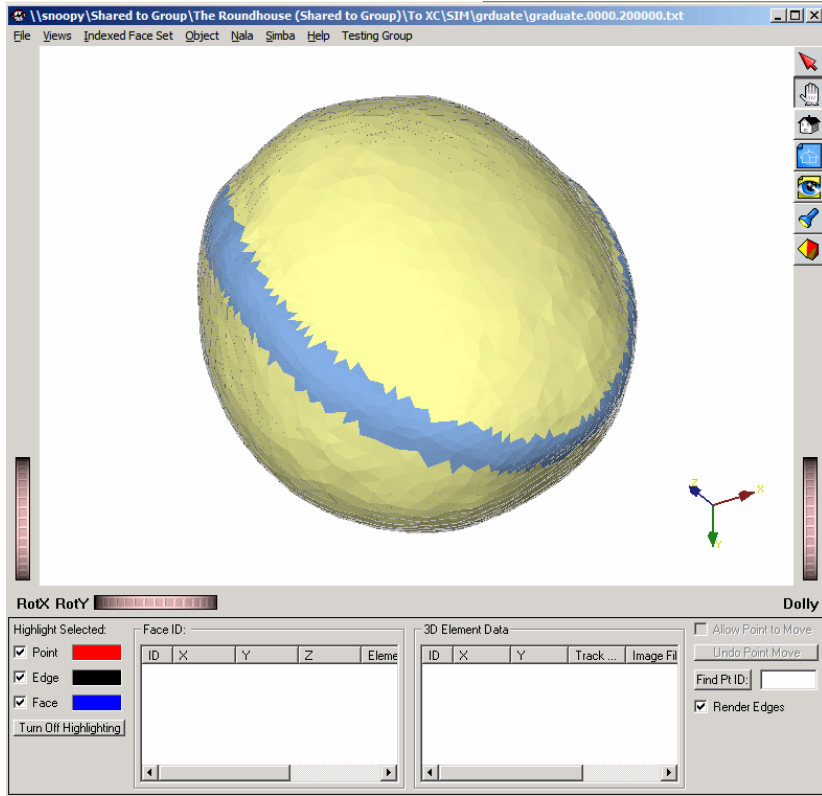 \\snoopy\Shared to Group\The Roundhouse (Shared to Group)\To XC\SIM\grduate\graduate.0000.200000.txt
File Views Indexed Face Set Object Nala Simba Help Testing Group
Z X
Y
RotX RotY Dolly
Highlight Selected:
Point
Edge
Face
Turn Off Highlighting
Face ID:
ID X Y Z Eleme
3D Element Data
ID X Y Track ... Image Fil
Allow Point to Move
Undo Point Move
Find Pt ID:
Render Edges